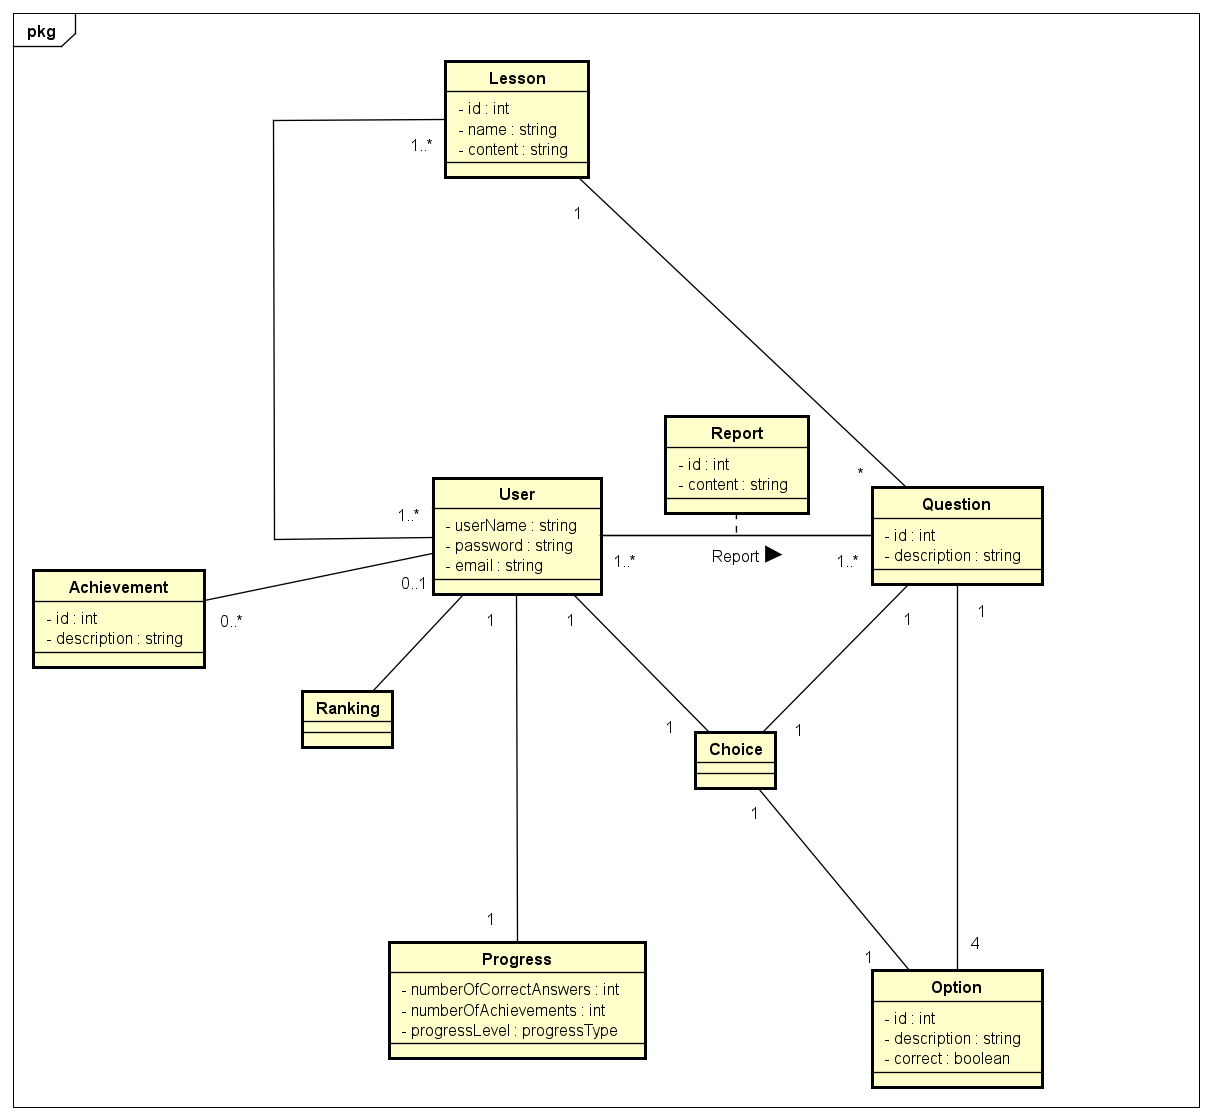 pkg
Lesson
- id : int
- name : string
- content : string
1..*
1
Report
- id : int
- content : string
*
User
- userName : string
- password : string
- email : string
1..*
Question
- id : int
- description : string
1..*
Report
1..*
Achievement
- id : int
- description : string
0..1
0..*
1
1
1
1
Ranking
1
1
Choice
1
1
Progress
- numberOfCorrectAnswers : int
- numberOfAchievements : int
- progressLevel : progressType
4
1
Option
- id : int
- description : string
- correct : boolean